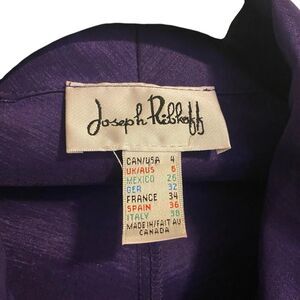 Joseph Ribkoff
CAN/USA 4
UK/AUS 6
MEXICO 26
GER 32
FRANCE 34
SPAIN 36
ITALY 38
MADE IN/FAIT AU
CANADA